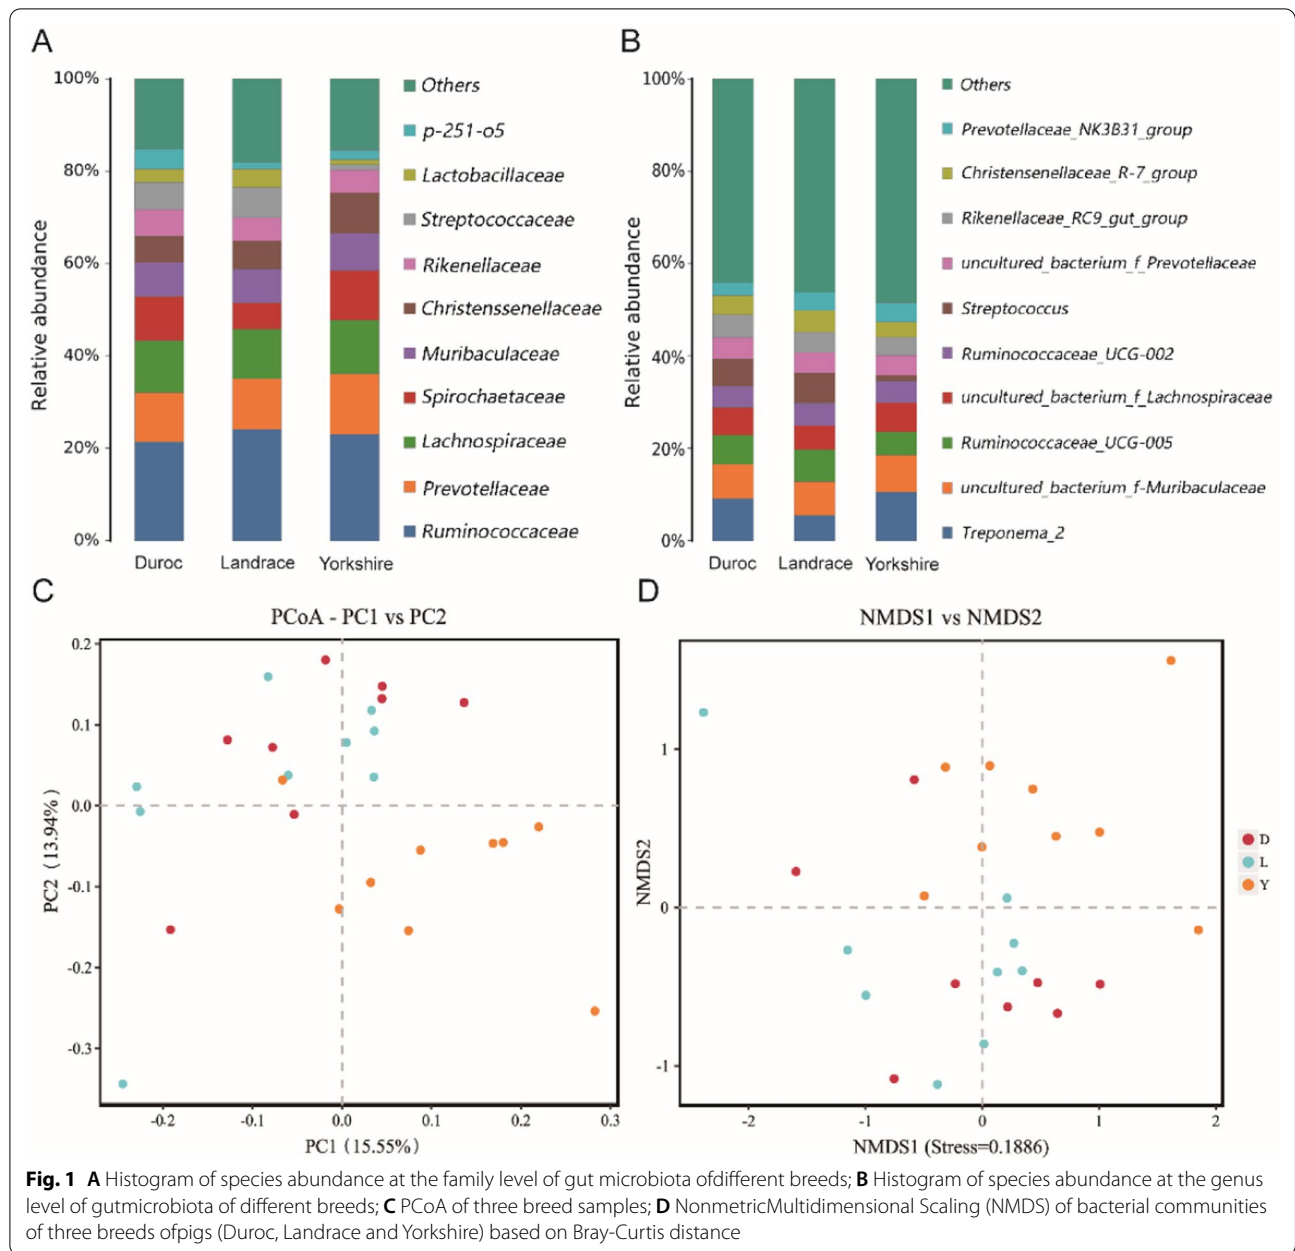 A
100%
80%
60%
40%
20%
0%
Relative abundance
Duroc
Landrace
Yorkshire
Others
p-251-o5
Lactobacillaceae
Streptococcaceae
Rikenellaceae
Christenssenellaceae
Muribaculaceae
Spirochaetaceae
Lachnospiraceae
Prevotellaceae
Ruminococcaceae
B
100%
80%
60%
40%
20%
0%
Relative abundance
Duroc
Landrace
Yorkshire
Others
Prevotellaceae_NK3B31_group
Christensenellaceae_R-7_group
Rikenellaceae_RC9_gut_group
uncultured_bacterium_f_Prevotellaceae
Streptococcus
Ruminococcaceae_UCG-002
uncultured_bacterium_f_Lachnospiraceae
Ruminococcaceae_UCG-005
uncultured_bacterium_f-Muribaculaceae
Treponema_2
C
PCoA - PC1 vs PC2
0.2
0.1
0.0
-0.1
-0.2
-0.3
PC2 (13.94%)
-0.2
-0.1
0.0
0.1
0.2
0.3
PC1 (15.55%)
D
NMDS1 vs NMDS2
1
0
-1
NMDS2
-2
-1
0
1
2
NMDS1 (Stress=0.1886)
D
L
Y
Fig. 1 A Histogram of species abundance at the family level of gut microbiota ofdifferent breeds; B Histogram of species abundance at the genus
level of gutmicrobiota of different breeds; C PCoA of three breed samples; D NonmetricMultidimensional Scaling (NMDS) of bacterial communities
of three breeds ofpigs (Duroc, Landrace and Yorkshire) based on Bray-Curtis distance